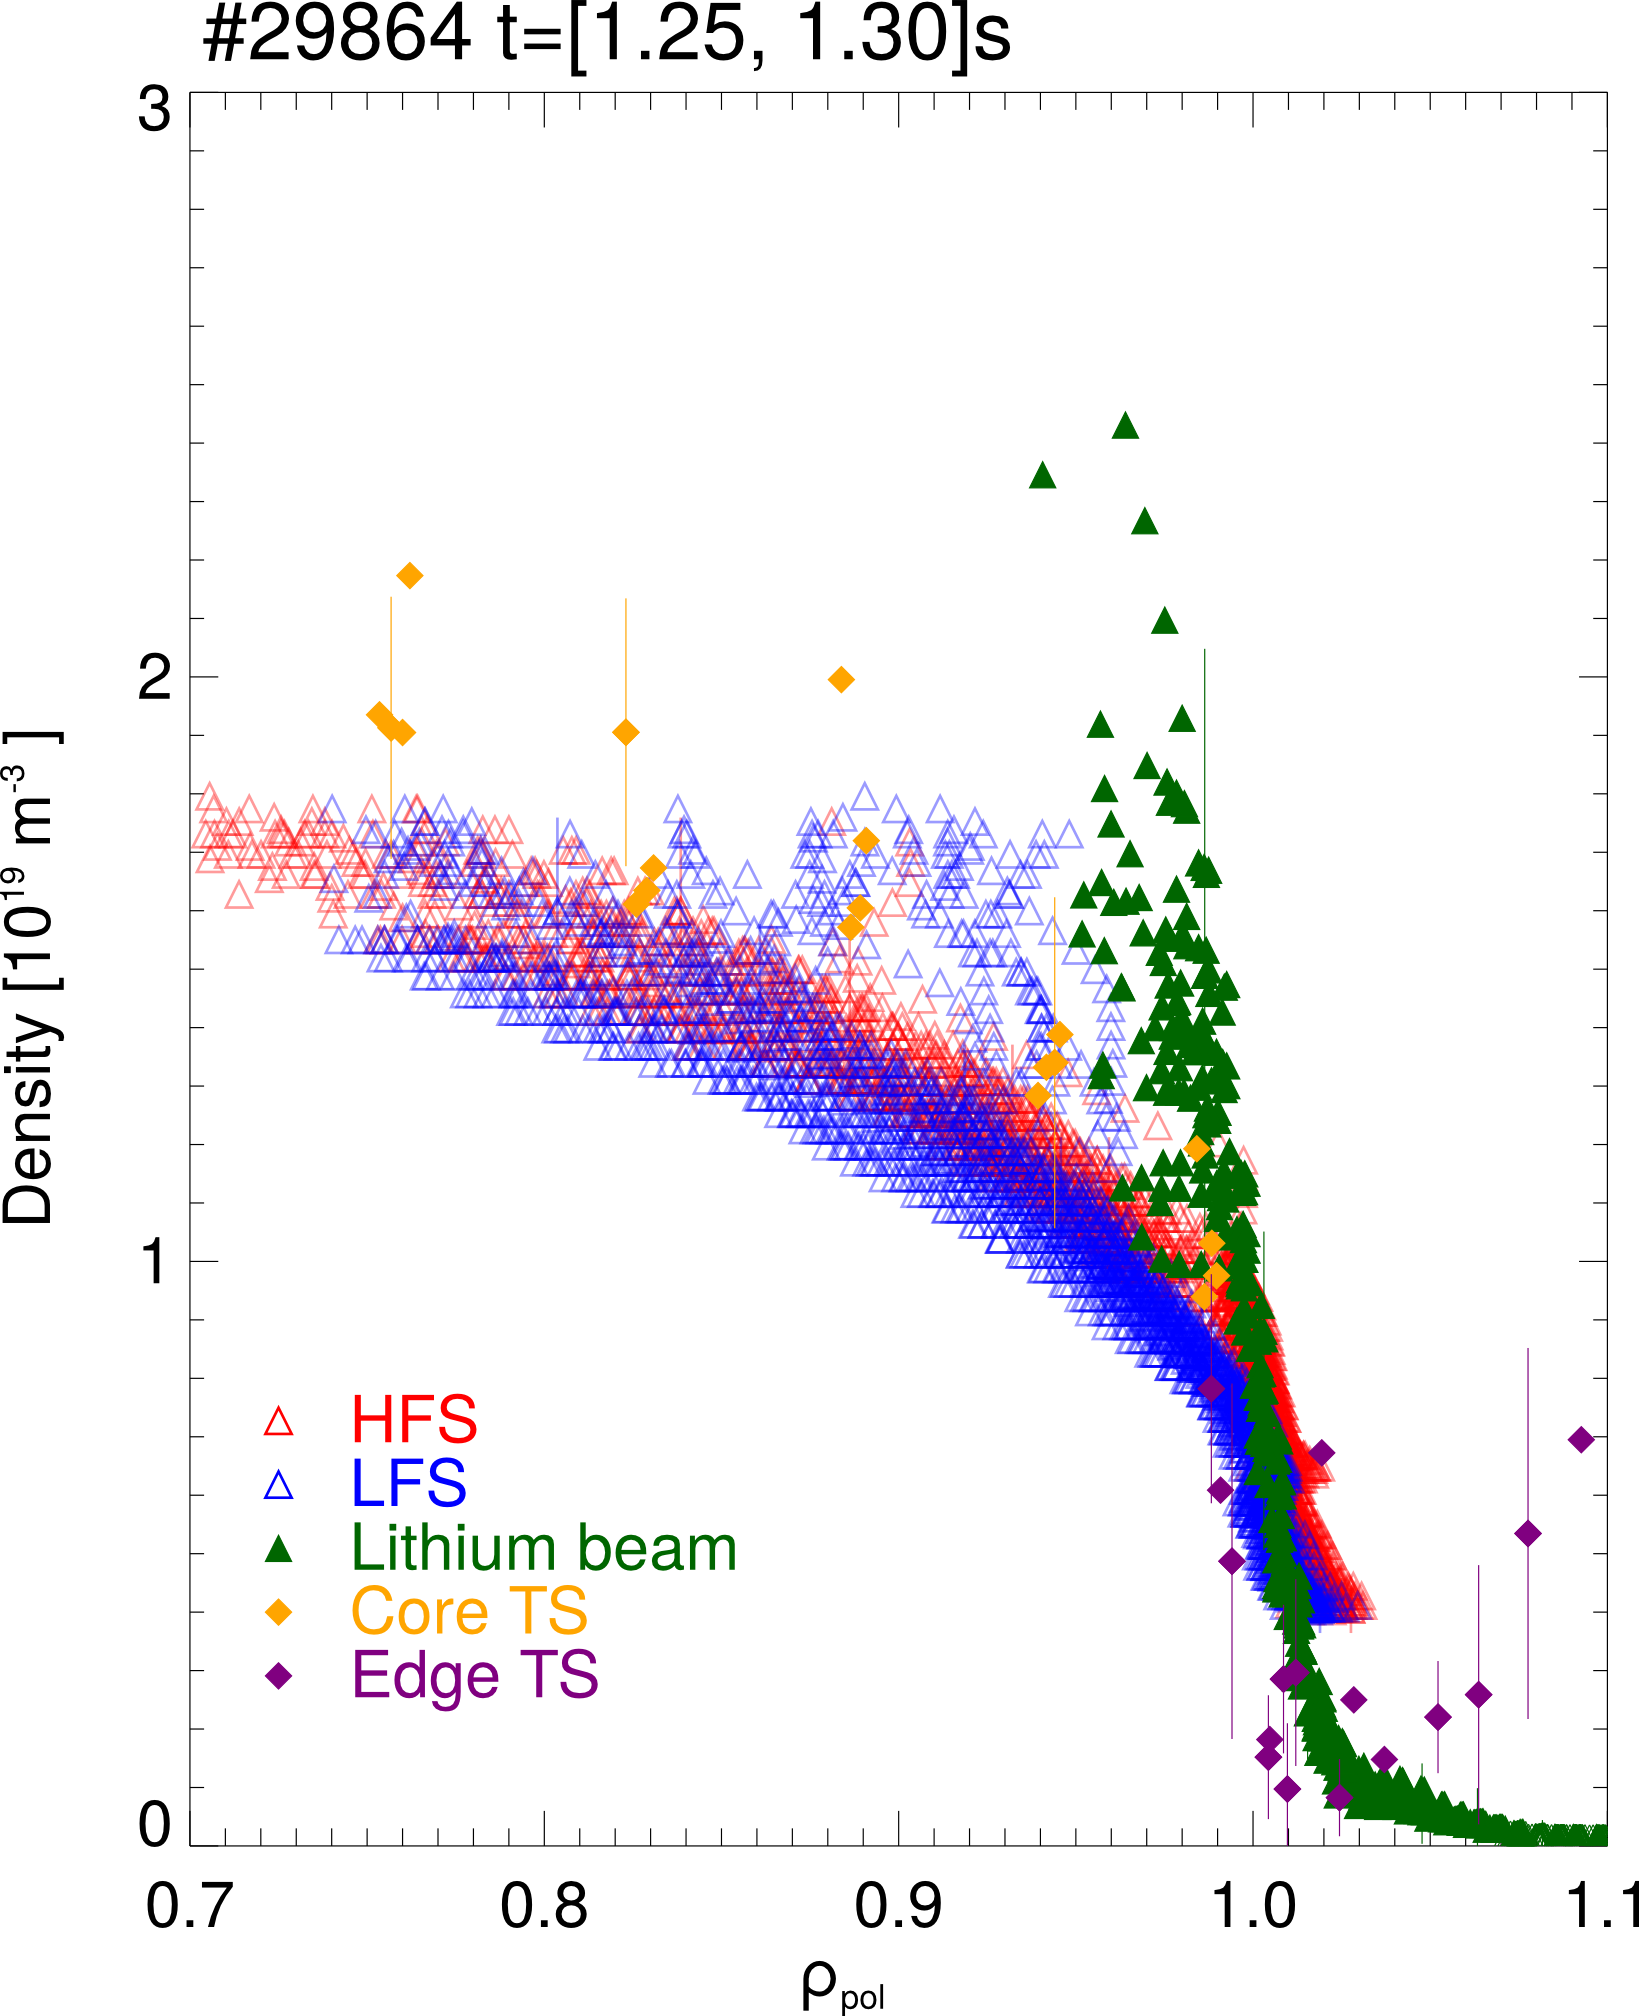 #29864 t=[1.25, 1.30]s
3
2
1
0
Density [10¹⁹ m⁻³ ]
HFS
LFS
Lithium beam
Core TS
Edge TS
0.7 0.8 0.9 1.0 1.1
ρpol